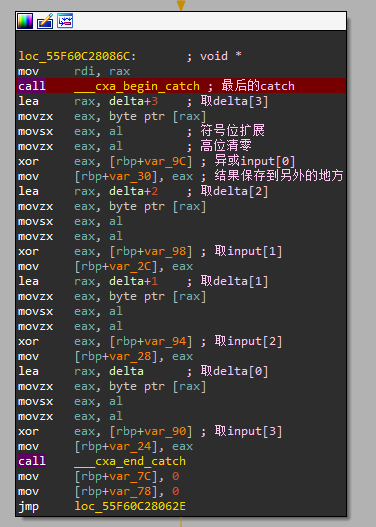 loc_55F60C28086C: ; void *
mov rdi, rax
call ___cxa_begin_catch ; 最后的catch
lea rax, delta+3 ; 取delta[3]
movzx eax, byte ptr [rax]
movsx eax, al ; 符号位扩展
movzx eax, al ; 高位清零
xor eax, [rbp+var_9C] ; 异或input[0]
mov [rbp+var_30], eax ; 结果保存到另外的地方
lea rax, delta+2 ; 取delta[2]
movzx eax, byte ptr [rax]
movsx eax, al
movzx eax, al
xor eax, [rbp+var_98] ; 取input[1]
mov [rbp+var_2C], eax
lea rax, delta+1 ; 取delta[1]
movzx eax, byte ptr [rax]
movsx eax, al
movzx eax, al
xor eax, [rbp+var_94] ; 取input[2]
mov [rbp+var_28], eax
lea rax, delta ; 取delta[0]
movzx eax, byte ptr [rax]
movsx eax, al
movzx eax, al
xor eax, [rbp+var_90] ; 取input[3]
mov [rbp+var_24], eax
call ___cxa_end_catch
mov [rbp+var_7C], 0
mov [rbp+var_78], 0
jmp loc_55F60C28062E